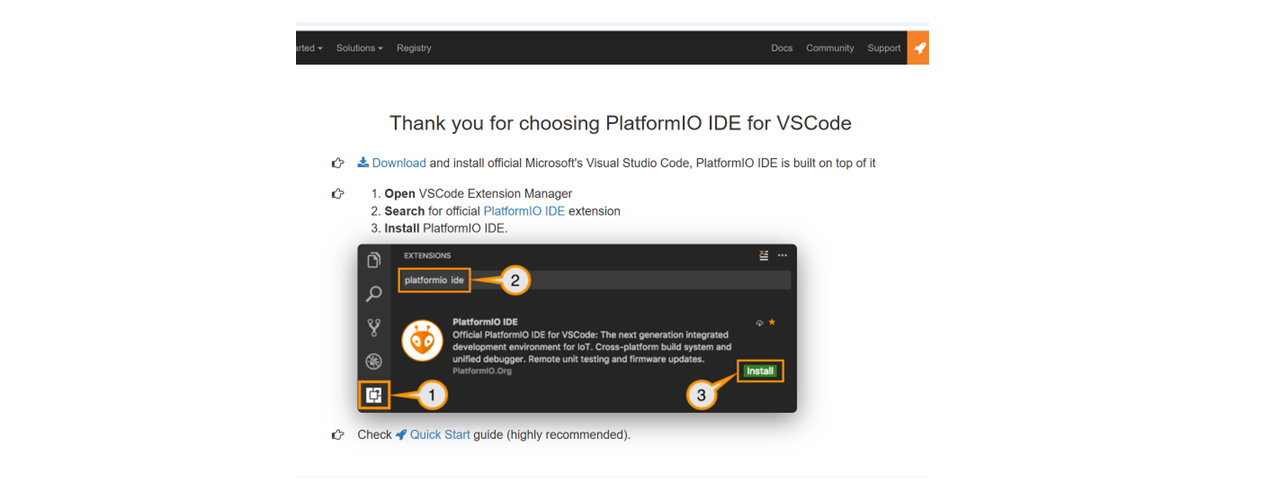 Solutions Registry Docs Community Support
Thank you for choosing PlatformIO IDE for VSCode
Download and install official Microsoft's Visual Studio Code, PlatformIO IDE is built on top of it
1. Open VSCode Extension Manager
2. Search for official PlatformIO IDE extension
3. Install PlatformIO IDE.
EXTENSIONS
platformio ide
2
PlatformIO IDE
Official PlatformIO IDE for VSCode: The next generation integrated
development environment for IoT. Cross-platform build system and
unified debugger. Remote unit testing and firmware updates.
PlatformIO.Org
Install
1
3
Check Quick Start guide (highly recommended).